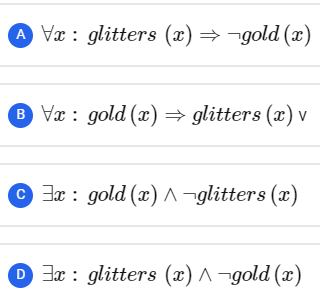 A ∀x : glitters (x) ⇒ ¬gold (x)
B ∀x : gold (x) ⇒ glitters (x) v
C ∃x : gold (x) ∧ ¬glitters (x)
D ∃x : glitters (x) ∧ ¬gold (x)